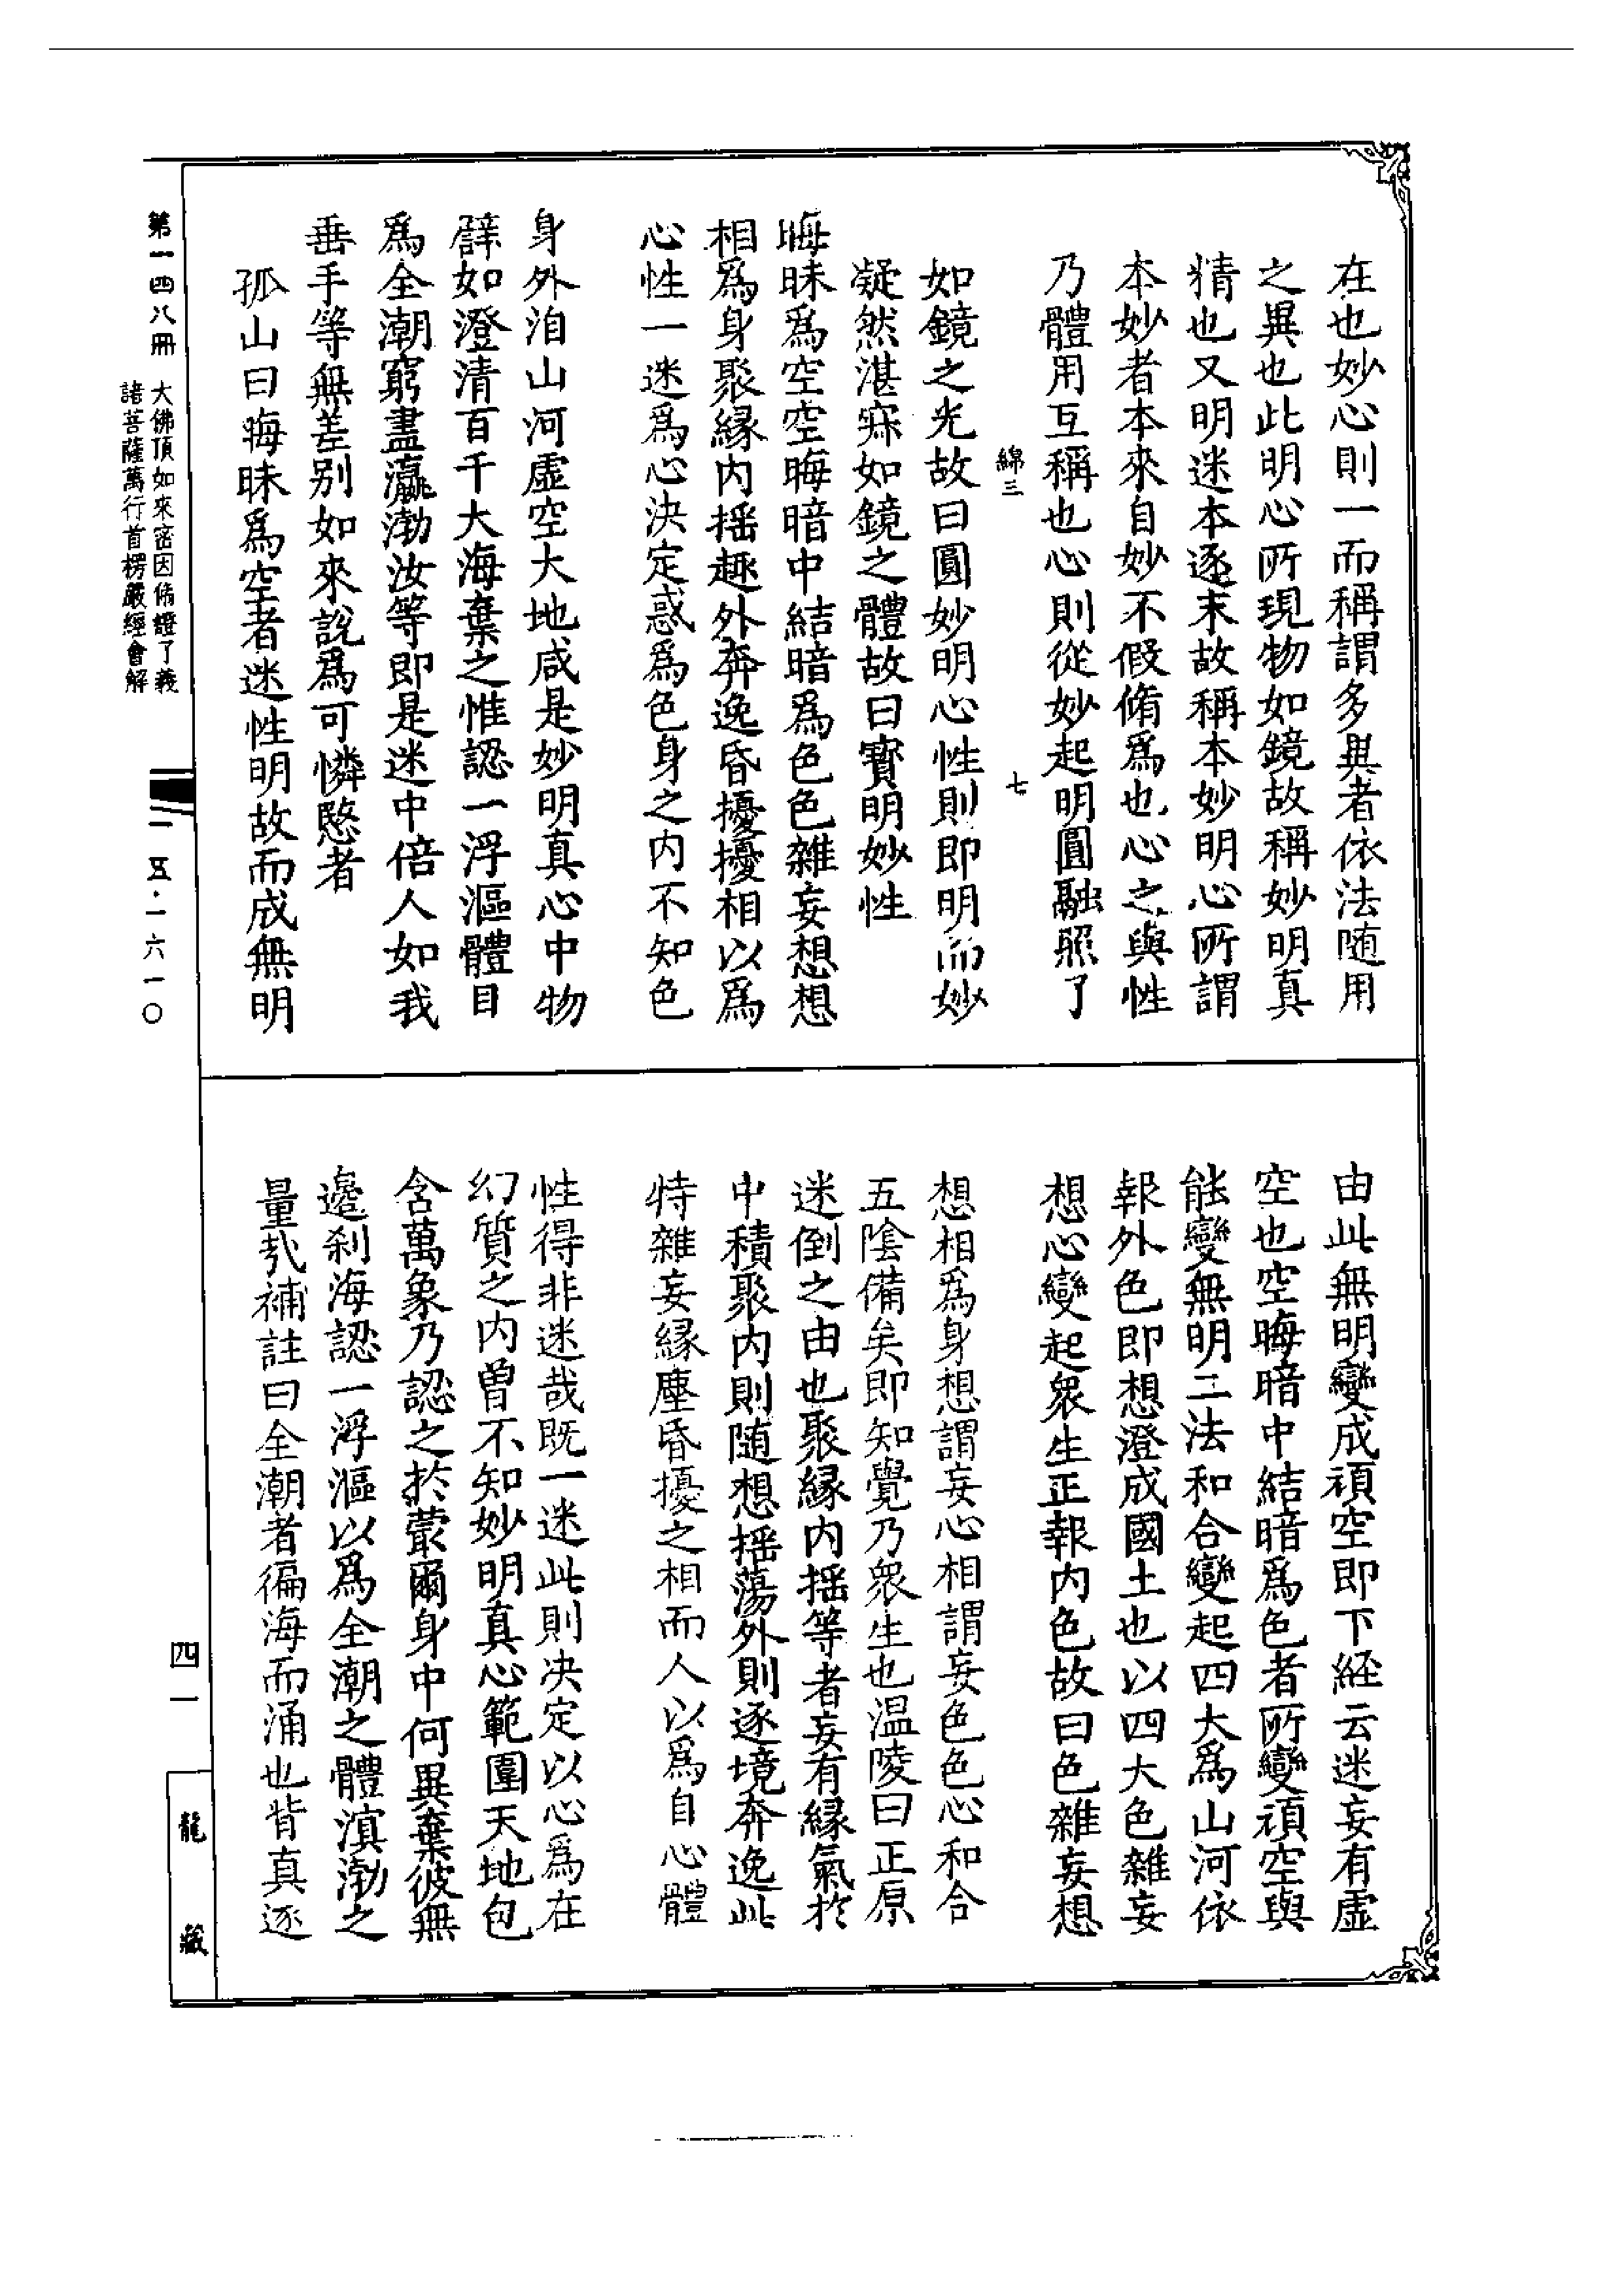 在也妙心則一而稱謂多異者依法随用
之異也此明心所現物如鏡故稱妙明真
精也又明迷本逐末故稱本妙明心所謂
本妙者本來自妙不假脩爲也心之與性
乃體用互稱也心則從妙起明圓融照了
綿三 七
如鏡之光故曰圓妙明心性則即明而妙
凝然湛寂如鏡之體故曰寳明妙性
晦昧爲空空晦暗中結暗爲色色雜妄想想
相爲身聚緣内摇趣外奔逸昏擾擾相以爲
心性一迷爲心決定惑爲色身之内不知色
身外洎山河虚空大地咸是妙明真心中物
譬如澄清百千大海棄之惟認一浮漚體目
爲全潮窮盡瀛渤汝等即是迷中倍人如我
垂手等無差别如來說爲可憐愍者
孤山曰晦昧爲空者迷性明故而成無明
由此無明變成頑空即下経云迷妄有虚
空也空晦暗中結暗爲色者所變頑空與
能變無明二法和合變起四大爲山河依
報外色即想澄成國土也以四大色雜妄
想心變起衆生正報内色故曰色雜妄想
想相爲身想謂妄心相謂妄色色心和合
五陰備矣即知覺乃衆生也温陵曰正原
迷倒之由也聚緣内摇等者妄有緣氣於
中積聚内則随想摇蕩外則逐境奔逸此
特雜妄緣塵昏擾之相而人以爲自心體
性得非迷哉既一迷此則决定以心爲在
幻質之内曽不知妙明真心範圍天地包
含萬象乃認之於蕞爾身中何異棄彼無
邉刹海認一浮漚以爲全潮之體溟渤之
量㢤補註曰全潮者徧海而涌也背真逐
第一四八冊 大佛頂如來密因脩證了義
諸菩薩萬行首楞嚴經會解
一五·一六一〇
四一
龍藏